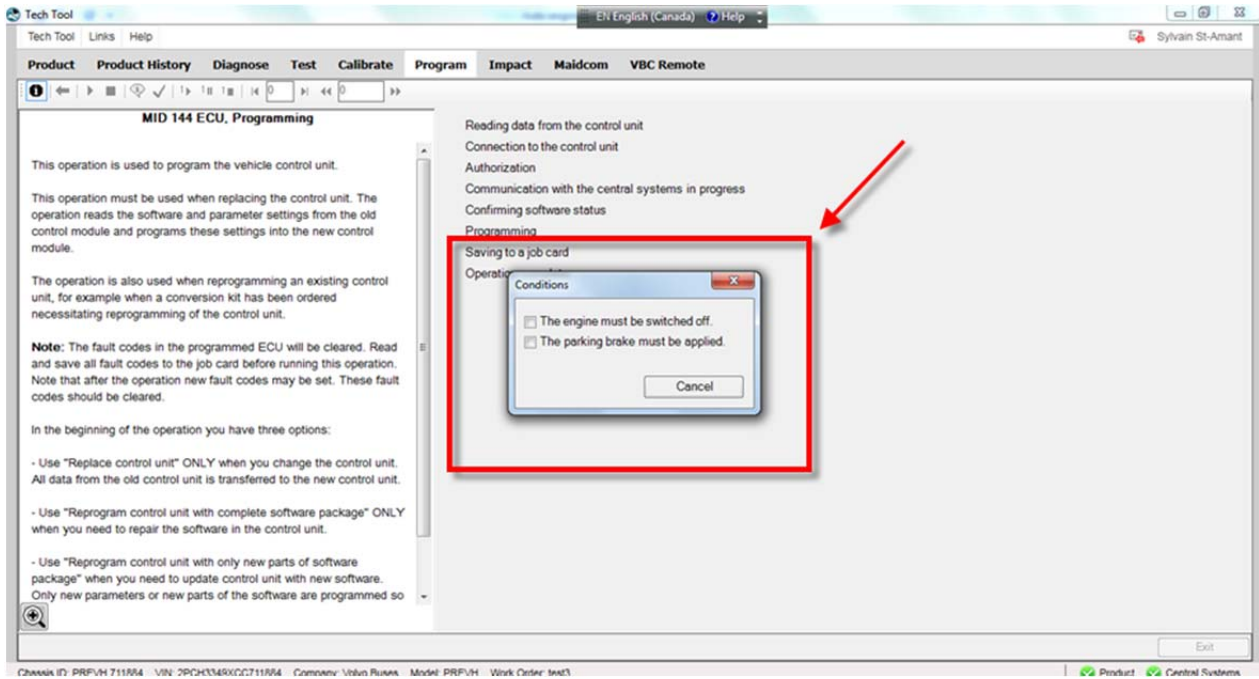 Tech Tool
EN English (Canada) Help
Tech Tool Links Help
Sylvain St-Amant
Product Product History Diagnose Test Calibrate Program Impact Maidcom VBC Remote
0 0
MID 144 ECU, Programming
This operation is used to program the vehicle control unit.
This operation must be used when replacing the control unit. The
operation reads the software and parameter settings from the old
control module and programs these settings into the new control
module.
The operation is also used when reprogramming an existing control
unit, for example when a conversion kit has been ordered
necessitating reprogramming of the control unit.
Note: The fault codes in the programmed ECU will be cleared. Read
and save all fault codes to the job card before running this operation.
Note that after the operation new fault codes may be set. These fault
codes should be cleared.
In the beginning of the operation you have three options:
- Use "Replace control unit" ONLY when you change the control unit.
All data from the old control unit is transferred to the new control unit.
- Use "Reprogram control unit with complete software package" ONLY
when you need to repair the software in the control unit.
- Use "Reprogram control unit with only new parts of software
package" when you need to update control unit with new software.
Only new parameters or new parts of the software are programmed so
Reading data from the control unit
Connection to the control unit
Authorization
Communication with the central systems in progress
Confirming software status
Programming
Saving to a job card
Conditions
The engine must be switched off.
The parking brake must be applied.
Cancel
Exit
Chassis ID: PREVH 711884 VIN: 2PCH3349XCC711884 Company: Volvo Buses Model: PREVH Work Order: test3
Product Central Systems